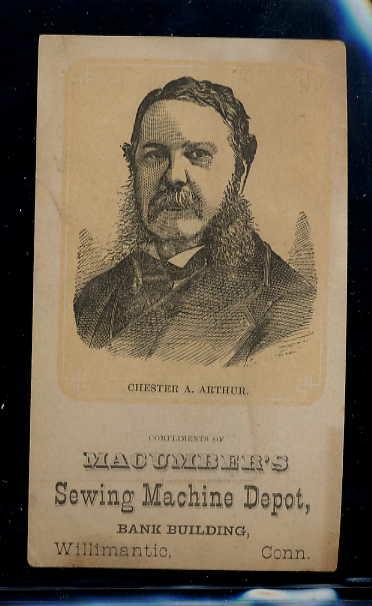 CHESTER A. ARTHUR.
COMPLIMENTS OF
MACUMBER'S
Sewing Machine Depot,
BANK BUILDING,
Willimantic, Conn.